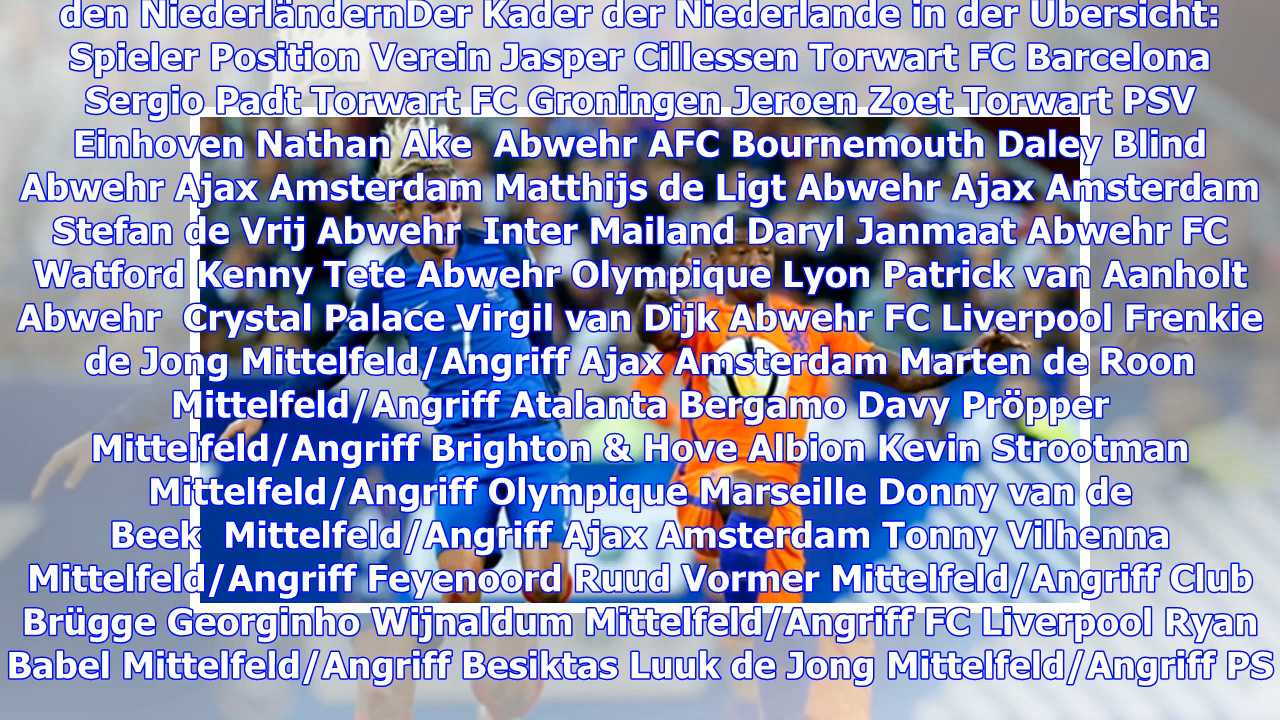 den NiederländernDer Kader der Niederlande in der Übersicht:
Spieler Position Verein Jasper Cillessen Torwart FC Barcelona
Sergio Padt Torwart FC Groningen Jeroen Zoet Torwart PSV
Einhoven Nathan Ake  Abwehr AFC Bournemouth Daley Blind
Abwehr Ajax Amsterdam Matthijs de Ligt Abwehr Ajax Amsterdam
Stefan de Vrij Abwehr  Inter Mailand Daryl Janmaat Abwehr FC
Watford Kenny Tete Abwehr Olympique Lyon Patrick van Aanholt
Abwehr  Crystal Palace Virgil van Dijk Abwehr FC Liverpool Frenkie
de Jong Mittelfeld/Angriff Ajax Amsterdam Marten de Roon
Mittelfeld/Angriff Atalanta Bergamo Davy Pröpper
Mittelfeld/Angriff Brighton & Hove Albion Kevin Strootman
Mittelfeld/Angriff Olympique Marseille Donny van de
Beek  Mittelfeld/Angriff Ajax Amsterdam Tonny Vilhenna
Mittelfeld/Angriff Feyenoord Ruud Vormer Mittelfeld/Angriff Club
Brügge Georginho Wijnaldum Mittelfeld/Angriff FC Liverpool Ryan
Babel Mittelfeld/Angriff Besiktas Luuk de Jong Mittelfeld/Angriff PS